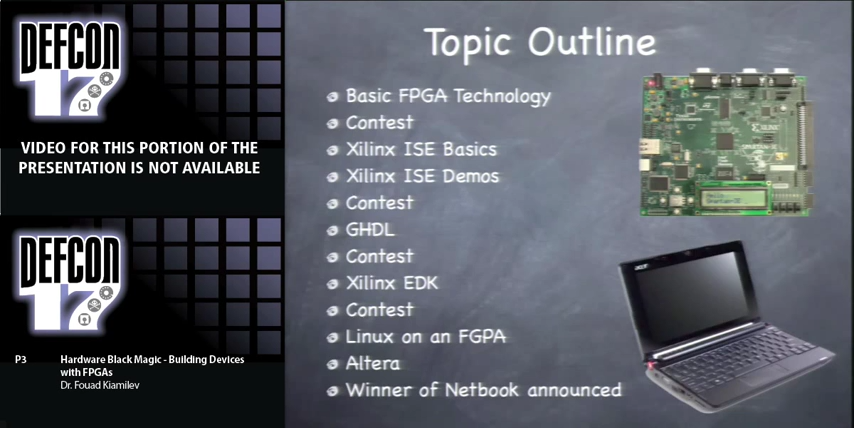 DEFCON
17
VIDEO FOR THIS PORTION OF THE
PRESENTATION IS NOT AVAILABLE
DEFCON
17
P3 Hardware Black Magic - Building Devices
with FPGAs
Dr. Fouad Kiamilev
Topic Outline
Basic FPGA Technology
Contest
Xilinx ISE Basics
Xilinx ISE Demos
Contest
GHDL
Contest
Xilinx EDK
Contest
Linux on an FGPA
Altera
Winner of Netbook announced
XILINX
acer